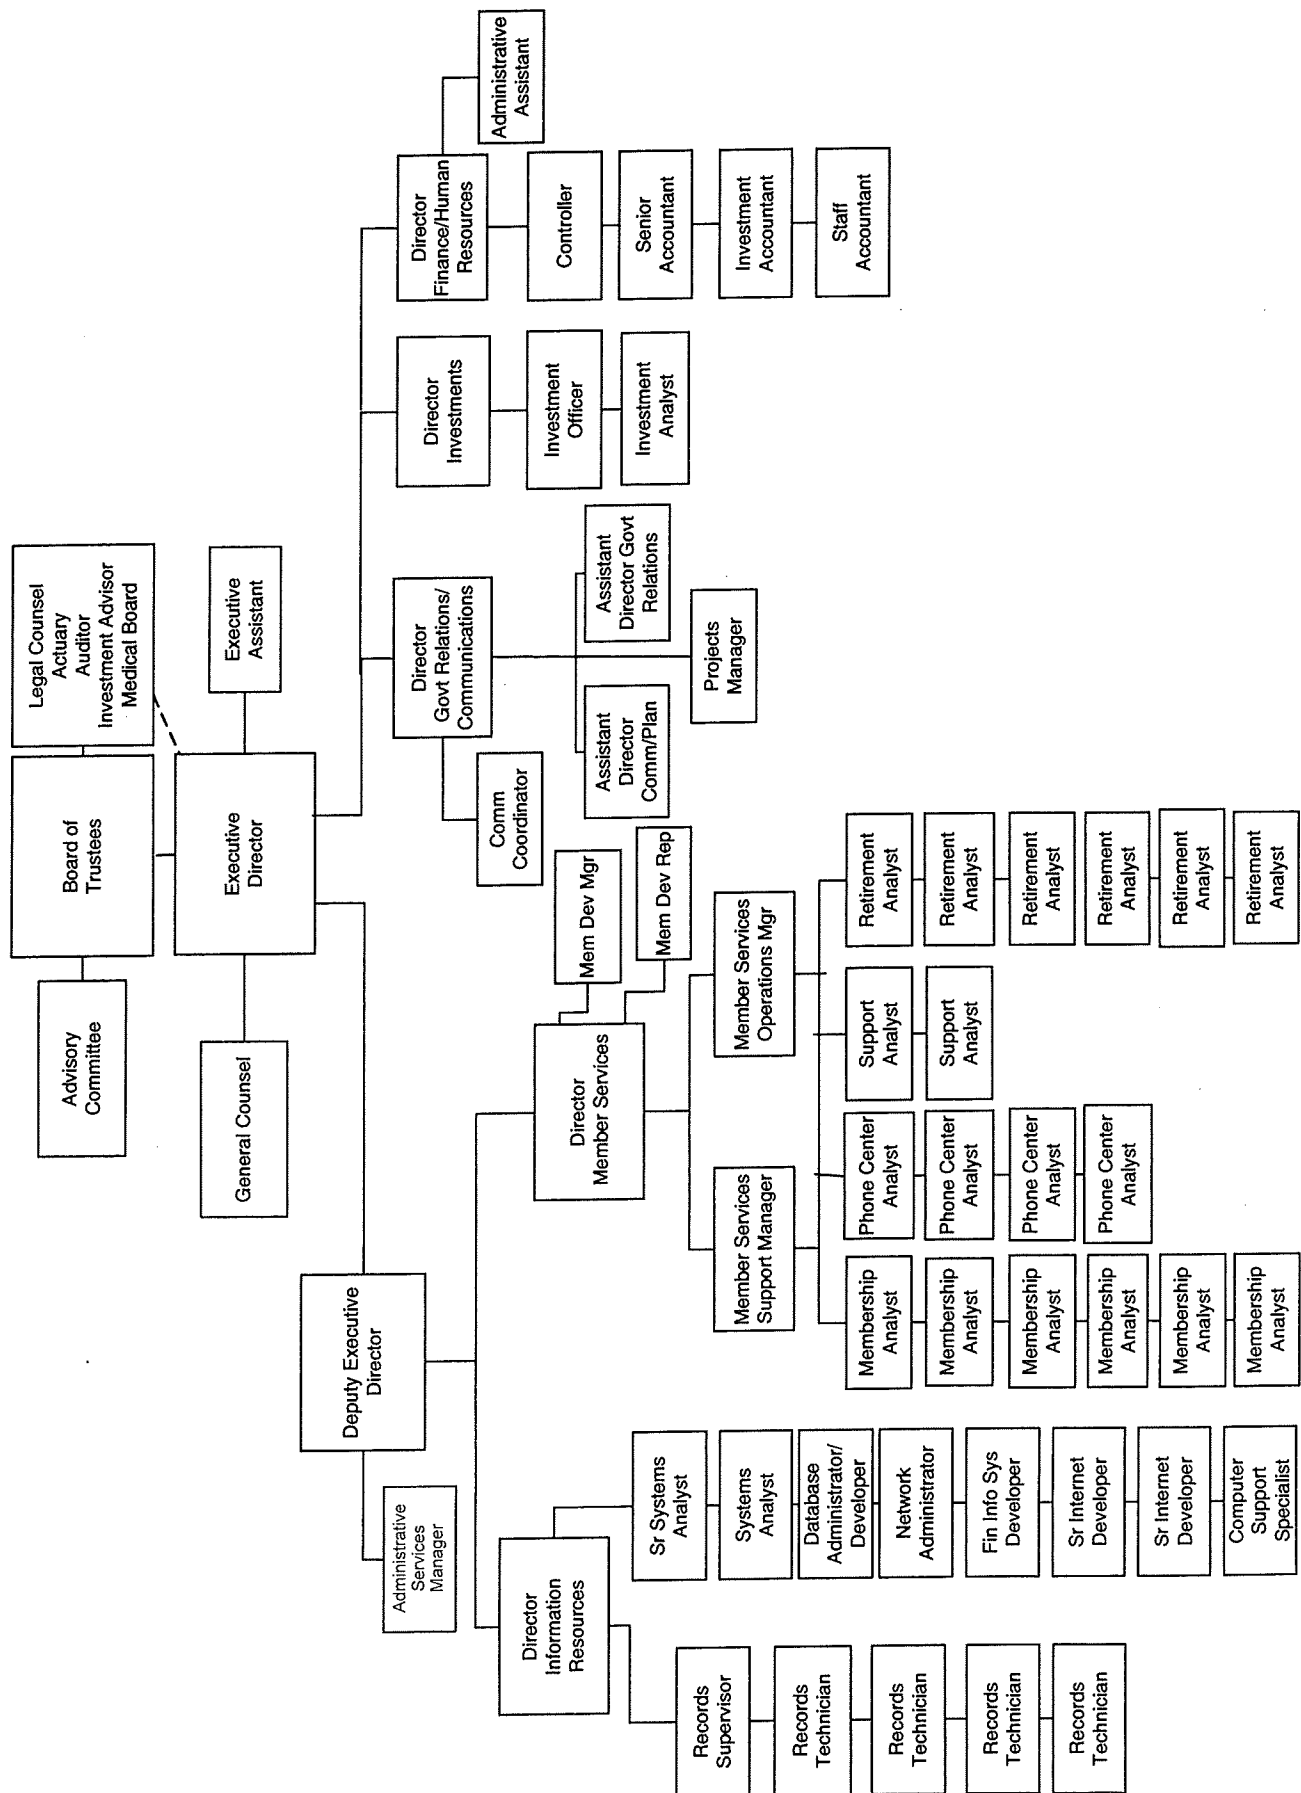 Legal Counsel
Actuary
Auditor
Investment Advisor
Medical Board
Board of
Trustees
Advisory
Committee
Executive
Assistant
Executive
Director
General Counsel
Deputy Executive
Director
Administrative
Services
Manager
Director
Information
Resources
Records
Supervisor
Records
Technician
Records
Technician
Records
Technician
Records
Technician
Sr Systems
Analyst
Systems
Analyst
Database
Administrator/
Developer
Network
Administrator
Fin Info Sys
Developer
Sr Internet
Developer
Sr Internet
Developer
Computer
Support
Specialist
Director
Member Services
Mem Dev Mgr
Mem Dev Rep
Member Services
Support Manager
Member Services
Operations Mgr
Membership
Analyst
Membership
Analyst
Membership
Analyst
Membership
Analyst
Membership
Analyst
Membership
Analyst
Phone Center
Analyst
Phone Center
Analyst
Phone Center
Analyst
Phone Center
Analyst
Support
Analyst
Support
Analyst
Retirement
Analyst
Retirement
Analyst
Retirement
Analyst
Retirement
Analyst
Retirement
Analyst
Retirement
Analyst
Director
Govt Relations/
Communications
Comm
Coordinator
Assistant
Director
Comm/Plan
Assistant
Director Govt
Relations
Projects
Manager
Director
Investments
Investment
Officer
Investment
Analyst
Director
Finance/Human
Resources
Administrative
Assistant
Controller
Senior
Accountant
Investment
Accountant
Staff
Accountant